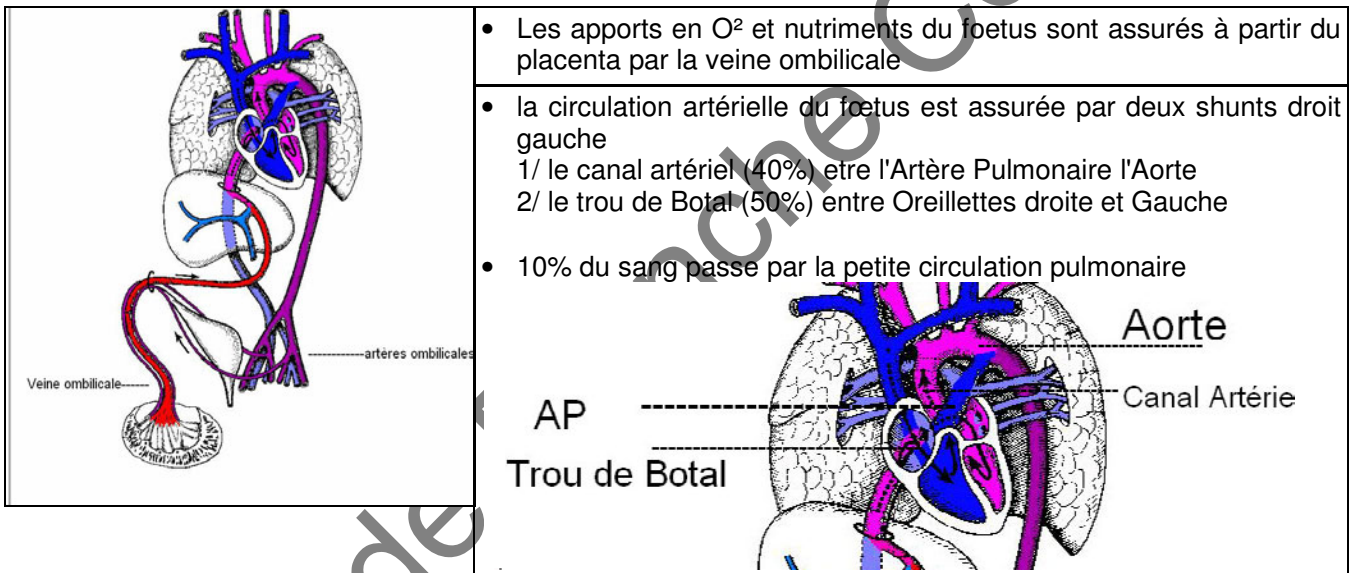 • Les apports en O² et nutriments du foetus sont assurés à partir du
placenta par la veine ombilicale
• la circulation artérielle du fœtus est assurée par deux shunts droit
gauche
1/ le canal artériel (40%) etre l'Artère Pulmonaire l'Aorte
2/ le trou de Botal (50%) entre Oreillettes droite et Gauche
• 10% du sang passe par la petite circulation pulmonaire
artères ombilicales
Veine ombilicale
Aorte
Canal Artérie
AP
Trou de Botal
de
nche